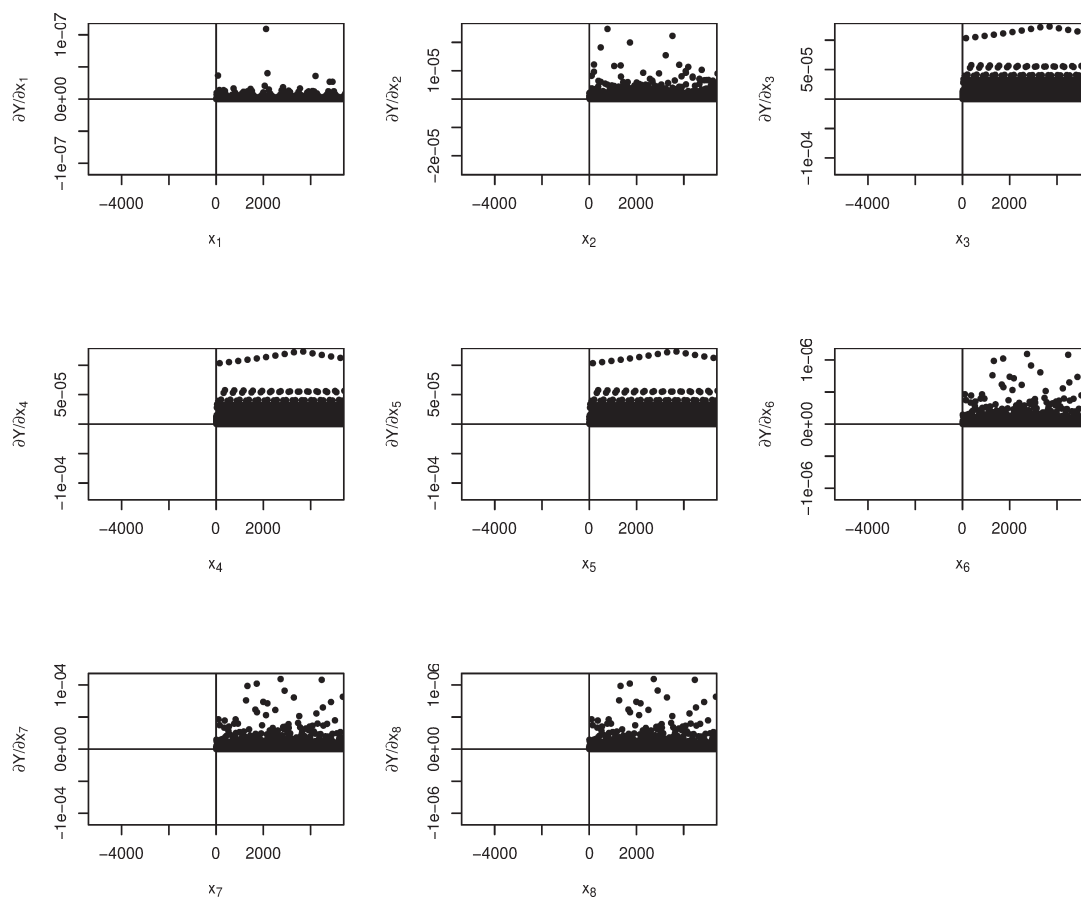 ∂Y/∂x1
1e−07
0e+00
−1e−07
−4000 0 2000
x1
∂Y/∂x2
1e−05
−2e−05
−4000 0 2000
x2
∂Y/∂x3
5e−05
−1e−04
−4000 0 2000
x3
∂Y/∂x4
5e−05
−1e−04
−4000 0 2000
x4
∂Y/∂x5
5e−05
−1e−04
−4000 0 2000
x5
∂Y/∂x6
1e−06
0e+00
−1e−06
−4000 0 2000
x6
∂Y/∂x7
1e−04
0e+00
−1e−04
−4000 0 2000
x7
∂Y/∂x8
1e−06
0e+00
−1e−06
−4000 0 2000
x8